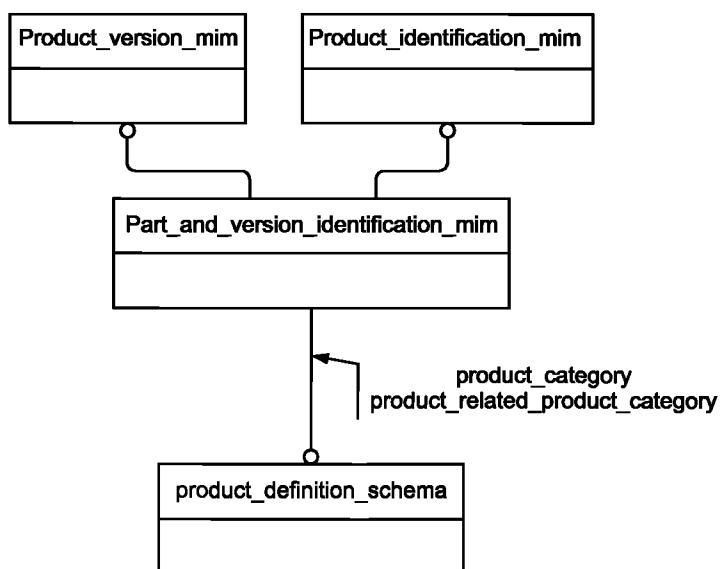 Product_version_mim
Product_identification_mim
Part_and_version_identification_mim
product_category
product_related_product_category
product_definition_schema